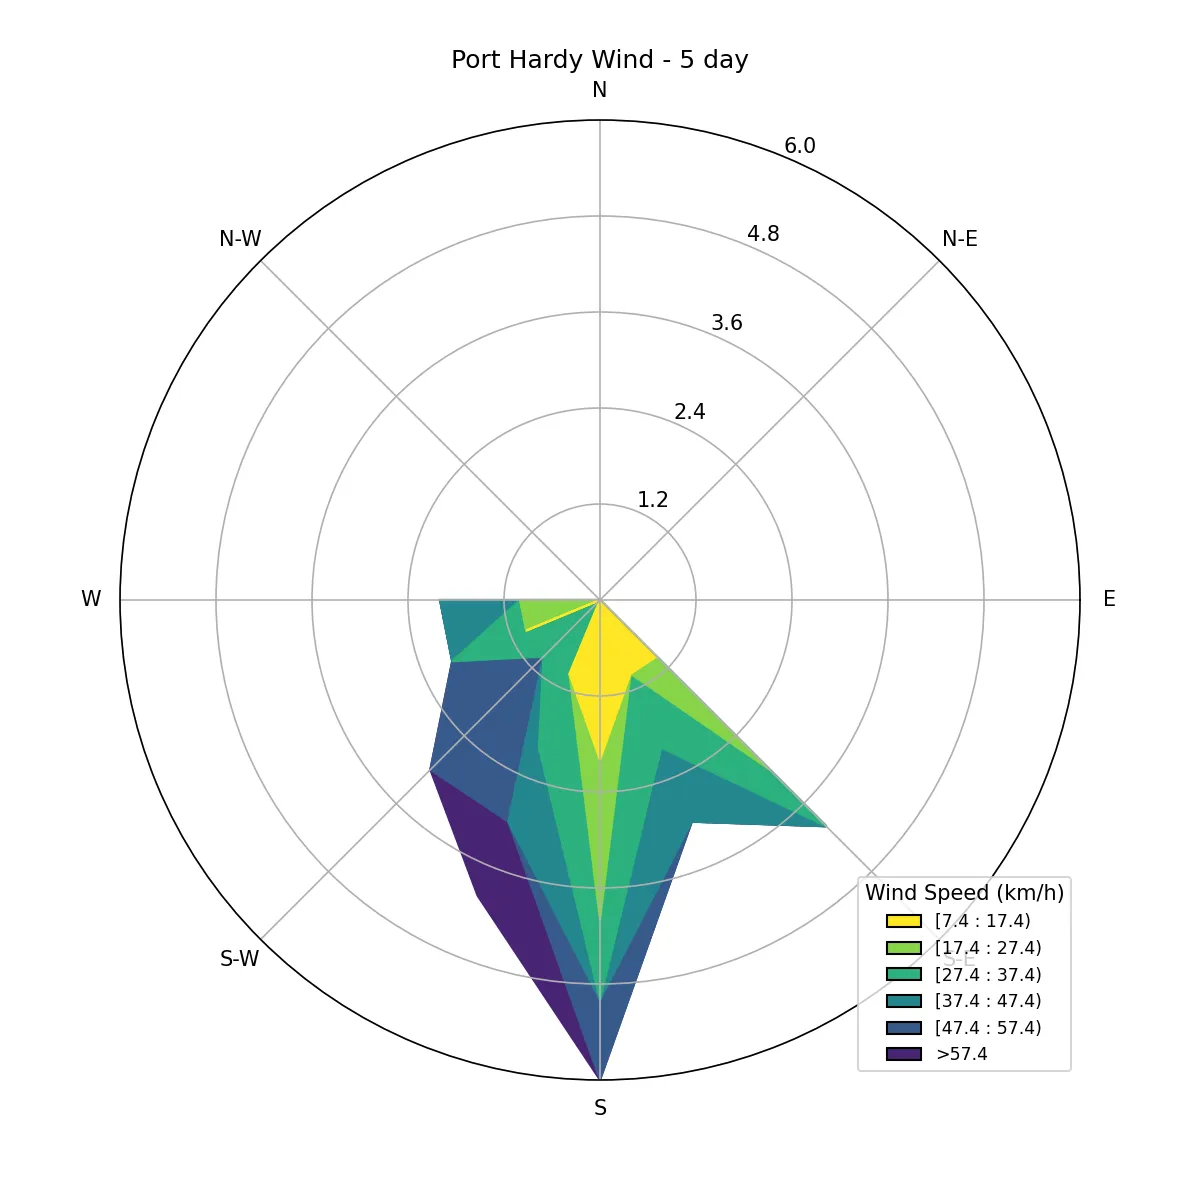 Port Hardy Wind - 5 day
N
6.0
N-W
N-E
4.8
3.6
2.4
1.2
W
E
S-W
S-E
Wind Speed (km/h)
[7.4 : 17.4)
[17.4 : 27.4)
[27.4 : 37.4)
[37.4 : 47.4)
[47.4 : 57.4)
>57.4
S